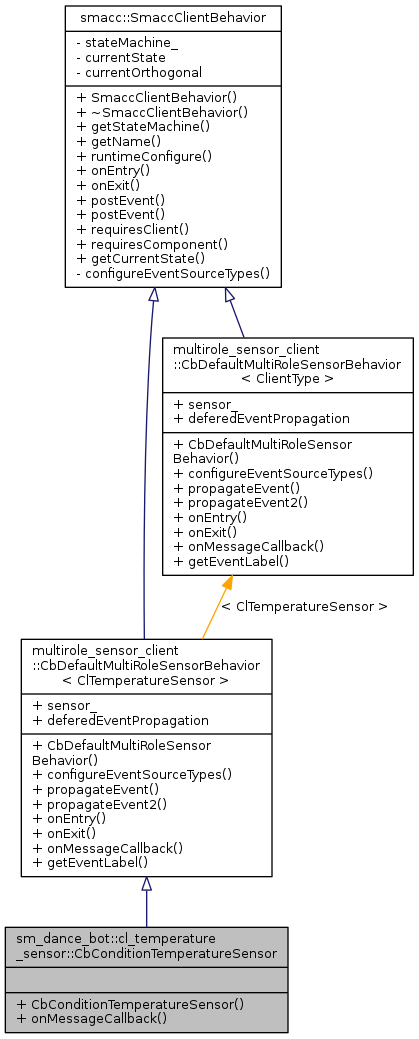 smacc::SmaccClientBehavior
- stateMachine_
- currentState
- currentOrthogonal
+ SmaccClientBehavior()
+ ~SmaccClientBehavior()
+ getStateMachine()
+ getName()
+ runtimeConfigure()
+ onEntry()
+ onExit()
+ postEvent()
+ postEvent()
+ requiresClient()
+ requiresComponent()
+ getCurrentState()
- configureEventSourceTypes()
multirole_sensor_client
::CbDefaultMultiRoleSensorBehavior
< ClientType >
+ sensor_
+ deferedEventPropagation
+ CbDefaultMultiRoleSensor
Behavior()
+ configureEventSourceTypes()
+ propagateEvent()
+ propagateEvent2()
+ onEntry()
+ onExit()
+ onMessageCallback()
+ getEventLabel()
< ClTemperatureSensor >
multirole_sensor_client
::CbDefaultMultiRoleSensorBehavior
< ClTemperatureSensor >
+ sensor_
+ deferedEventPropagation
+ CbDefaultMultiRoleSensor
Behavior()
+ configureEventSourceTypes()
+ propagateEvent()
+ propagateEvent2()
+ onEntry()
+ onExit()
+ onMessageCallback()
+ getEventLabel()
sm_dance_bot::cl_temperature
_sensor::CbConditionTemperatureSensor
+ CbConditionTemperatureSensor()
+ onMessageCallback()